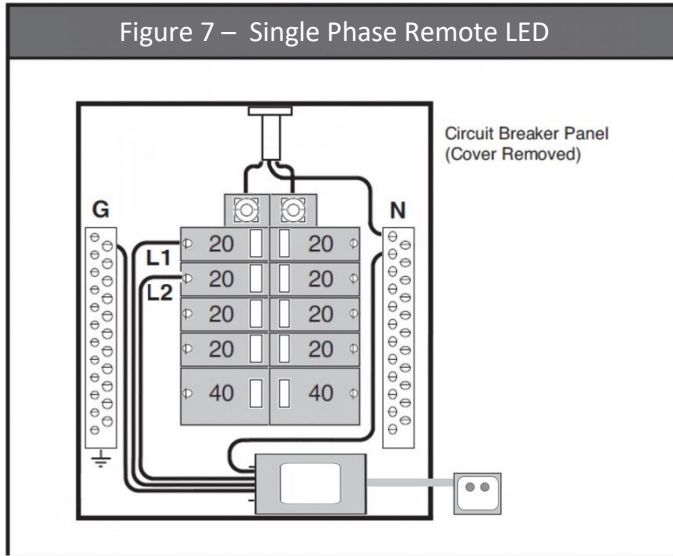 Figure 7 – Single Phase Remote LED
Circuit Breaker Panel
(Cover Removed)
G
N
L1
20 20
L2
20 20
20 20
20 20
40 40